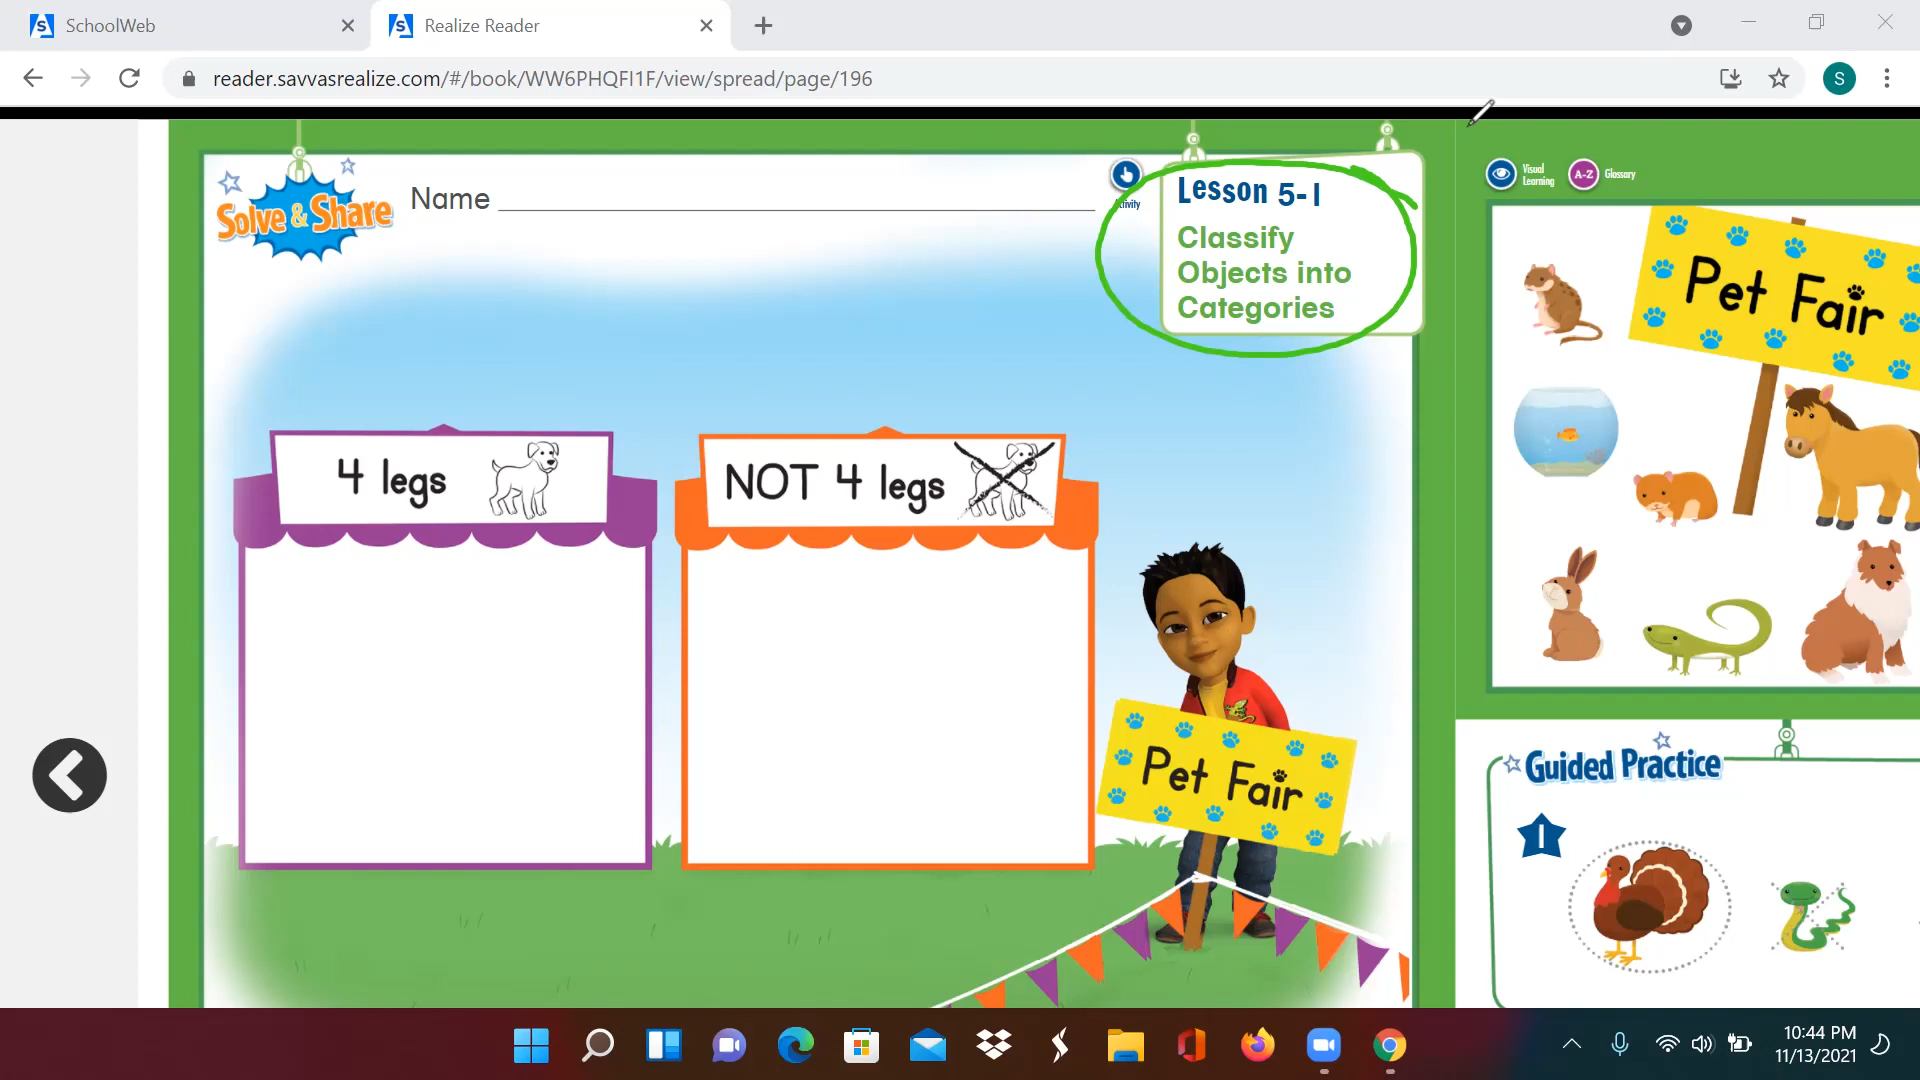 SchoolWeb
Realize Reader
reader.savvasrealize.com/#/book/WW6PHQFI1F/view/spread/page/196
S
Solve & Share
Name
Activity
Lesson 5-1
Classify
Objects into
Categories
4 legs
NOT 4 legs
Pet Fair
Visual
Learning
A-Z
Glossary
Pet Fair
Guided Practice
1
10:44 PM
11/13/2021